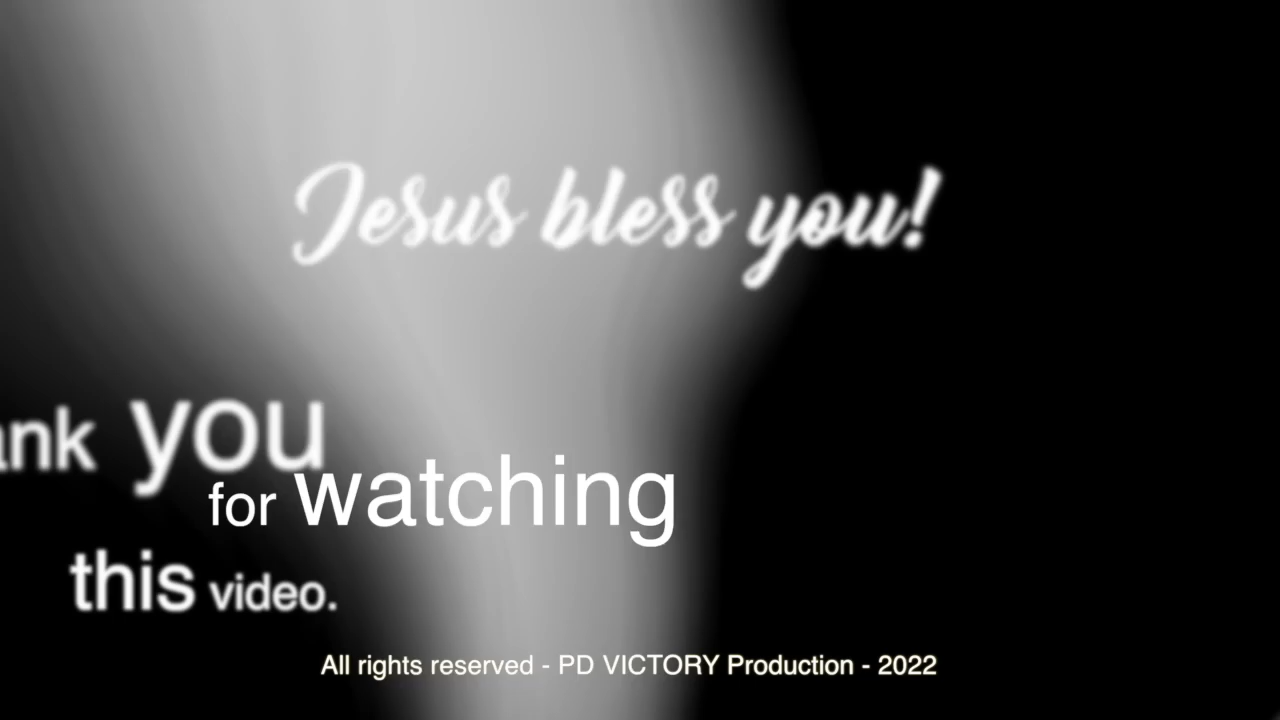 Jesus bless you!
ank you
for watching
this video.
All rights reserved - PD VICTORY Production - 2022